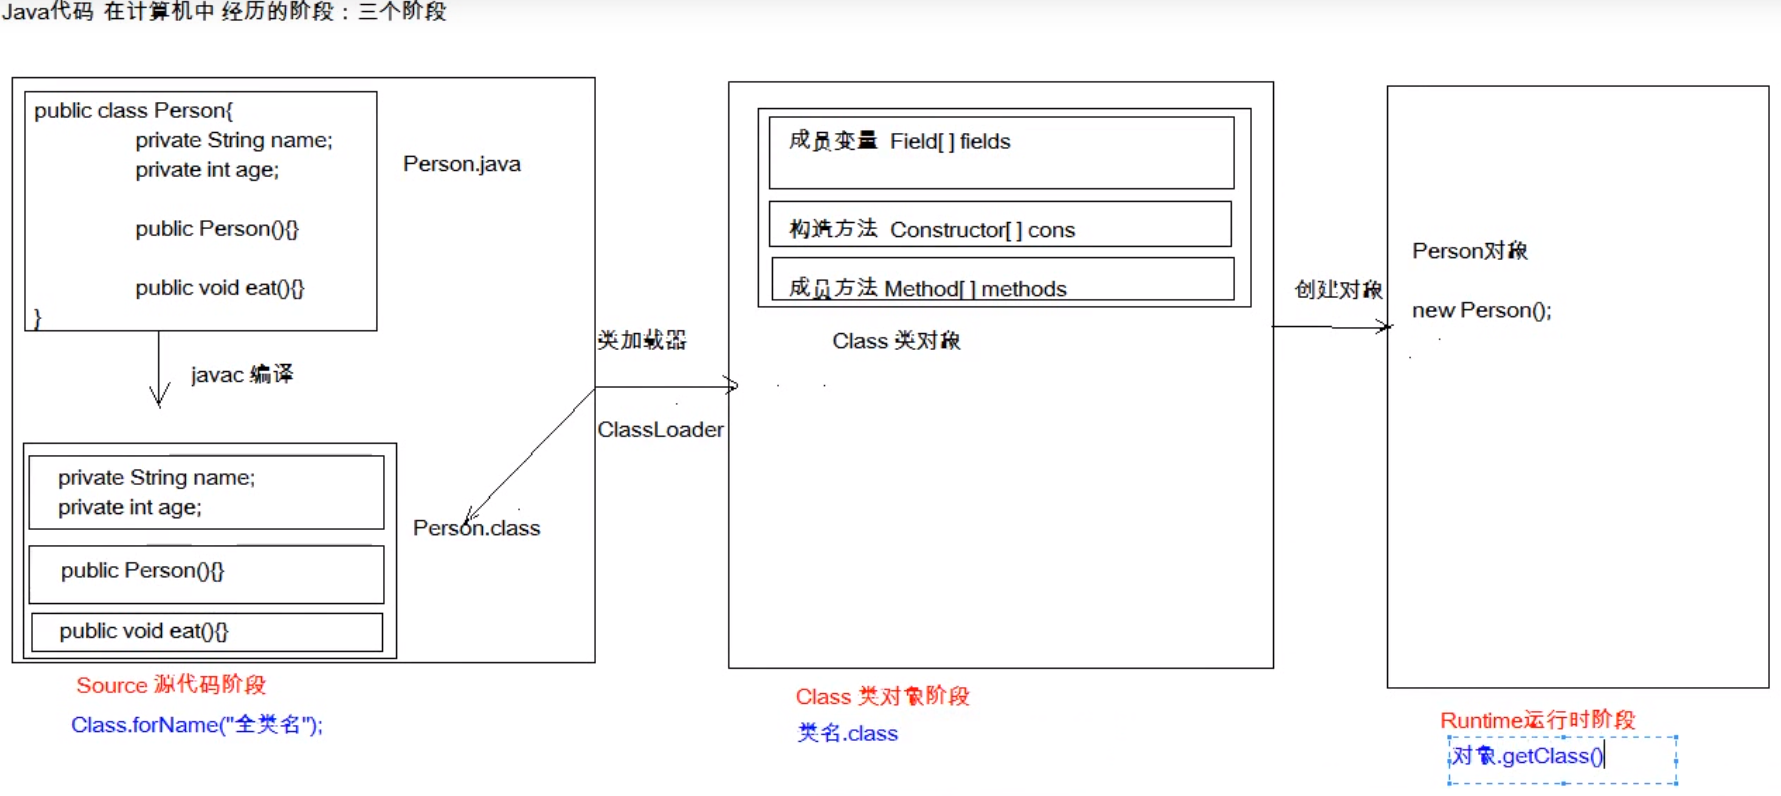 Java代码 在计算机中 经历的阶段：三个阶段
public class Person{
private String name;
private int age;
public Person(){}
public void eat(){}
}
Person.java
javac 编译
private String name;
private int age;
public Person(){}
public void eat(){}
Person.class
Source 源代码阶段
Class.forName("全类名");
类加载器
ClassLoader
成员变量 Field[ ] fields
构造方法 Constructor[ ] cons
成员方法 Method[ ] methods
Class 类对象
Class 类对象阶段
类名.class
创建对象
Person对象
new Person();
Runtime运行时阶段
对象.getClass()